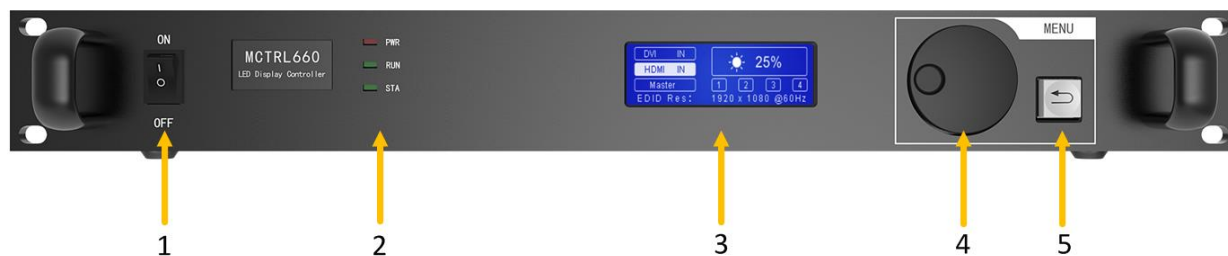 ON
OFF
MCTRL660
LED Display Controller
PWR
RUN
STA
DVI IN
HDMI IN
Master
25%
1 2 3 4
EDID Res: 1920 x 1080 @60Hz
MENU
1
2
3
4
5